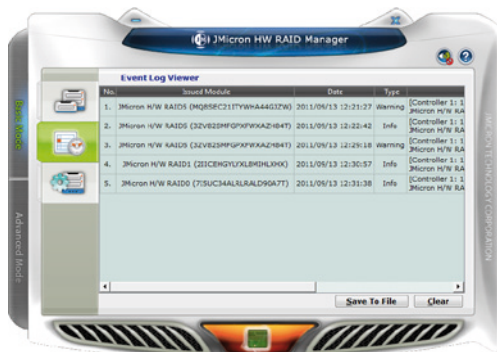 JMicron HW RAID Manager
Basic Mode
Advanced Mode
Event Log Viewer
No. Issued Module Date Type
1. JMicron H/W RAID5 2011/09/13 12:21:27 Warning [Controller 1: 1
JMicron H/W RA
2. JMicron H/W RAID5 2011/09/13 12:22:42 Info [Controller 1: 1
JMicron H/W RA
3. JMicron H/W RAID5 2011/09/13 12:29:18 Warning [Controller 1: 1
JMicron H/W RA
4. JMicron H/W RAID1 2011/09/13 12:30:57 Info [Controller 1: 1
JMicron H/W RA
5. JMicron H/W RAID0 2011/09/13 12:31:38 Info [Controller 1: 1
JMicron H/W RA
Save To File Clear
JMICRON TECHNOLOGY CORPORATION